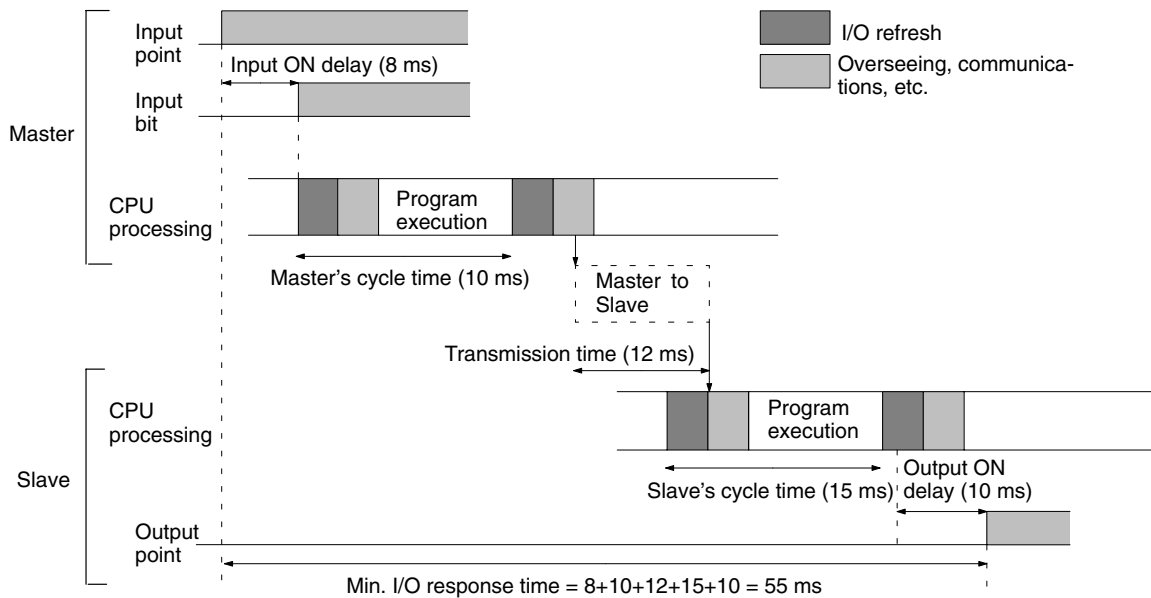 Input
point
I/O refresh
Overseeing, communica-
tions, etc.
Input ON delay (8 ms)
Input
bit
Master
CPU
processing
Program
execution
Master's cycle time (10 ms)
Master to
Slave
Transmission time (12 ms)
CPU
processing
Program
execution
Slave
Slave's cycle time (15 ms)
Output ON
delay (10 ms)
Output
point
Min. I/O response time = 8+10+12+15+10 = 55 ms